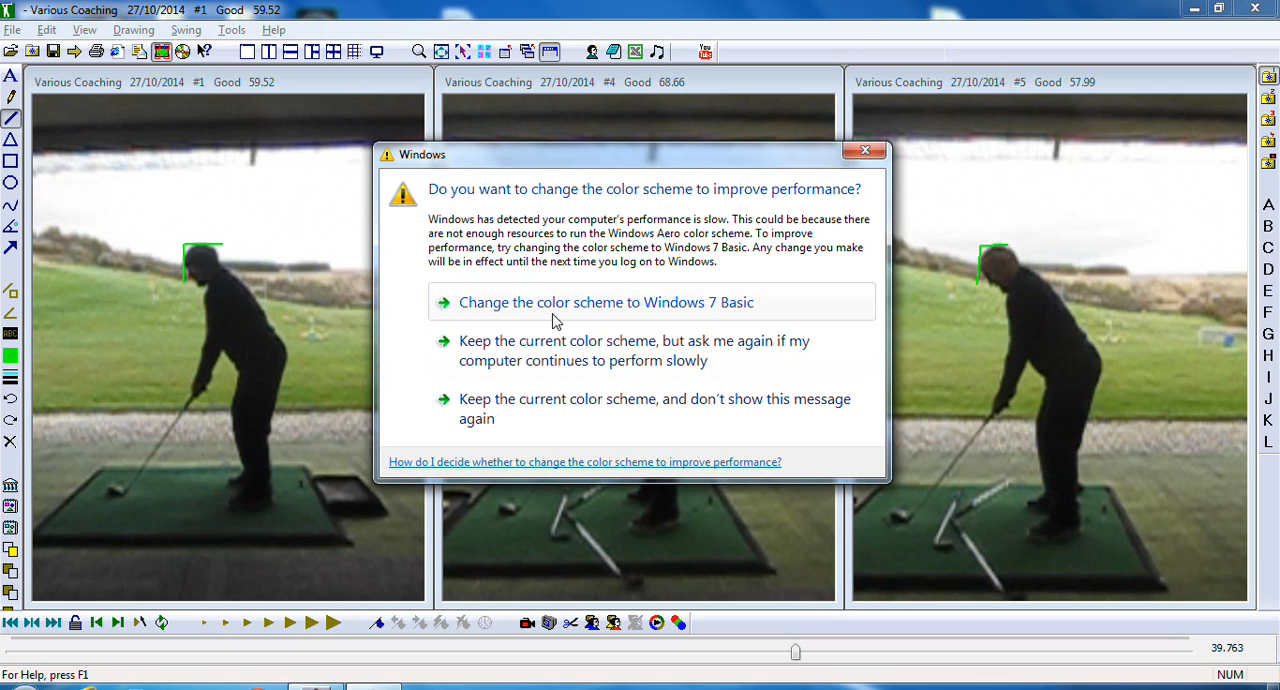 - Various Coaching 27/10/2014 #1 Good 59.52
File Edit View Drawing Swing Tools Help
You
A
Various Coaching 27/10/2014 #1 Good 59.52
Various Coaching 27/10/2014 #4 Good 68.66
Various Coaching 27/10/2014 #5 Good 57.99
Windows
Do you want to change the color scheme to improve performance?
Windows has detected your computer's performance is slow. This could be because there
are not enough resources to run the Windows Aero color scheme. To improve
performance, try changing the color scheme to Windows 7 Basic. Any change you make
will be in effect until the next time you log on to Windows.
Change the color scheme to Windows 7 Basic
Keep the current color scheme, but ask me again if my
computer continues to perform slowly
Keep the current color scheme, and don't show this message
again
How do I decide whether to change the color scheme to improve performance?
ABC
A
B
C
D
E
F
G
H
I
J
K
L
39.763
For Help, press F1
NUM